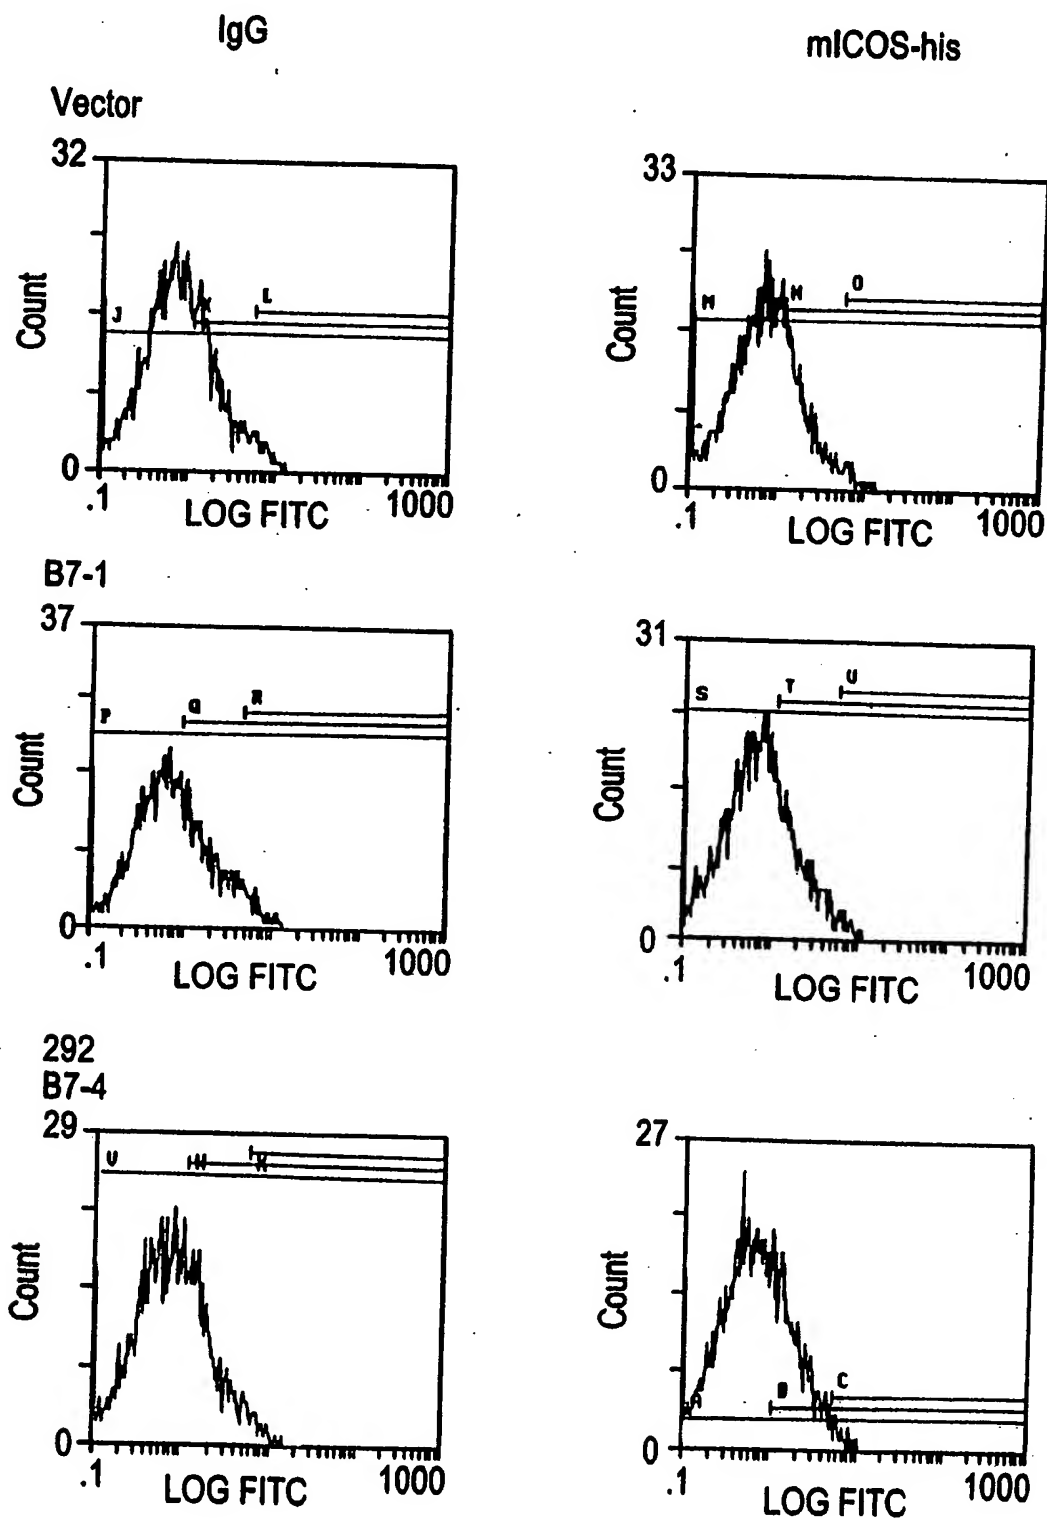 IgG
mICOS-his
Vector
32
Count
J
K
L
0
.1
1000
LOG FITC
33
Count
M
N
O
0
.1
1000
LOG FITC
B7-1
37
Count
P
Q
R
0
.1
1000
LOG FITC
31
Count
S
T
U
0
.1
1000
LOG FITC
292
B7-4
29
Count
V
W
0
.1
1000
LOG FITC
27
Count
A
B
C
0
.1
1000
LOG FITC